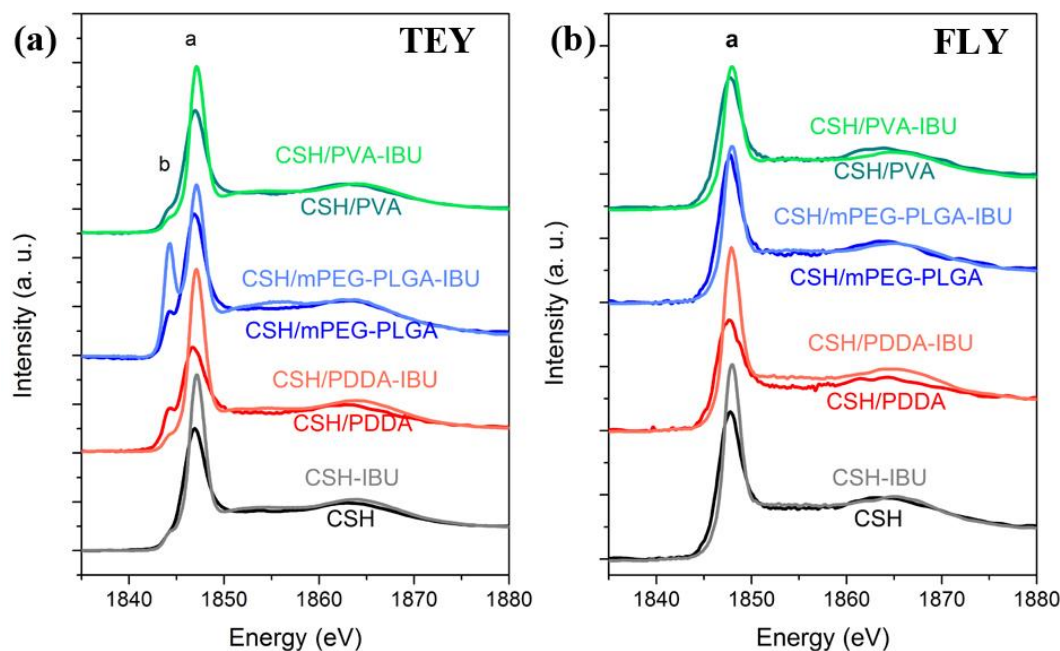 (a)
a
TEY
b
CSH/PVA-IBU
CSH/PVA
CSH/mPEG-PLGA-IBU
CSH/mPEG-PLGA
CSH/PDDA-IBU
CSH/PDDA
CSH-IBU
CSH
Intensity (a. u.)
1840 1850 1860 1870 1880
Energy (eV)
(b)
a
FLY
CSH/PVA-IBU
CSH/PVA
CSH/mPEG-PLGA-IBU
CSH/mPEG-PLGA
CSH/PDDA-IBU
CSH/PDDA
CSH-IBU
CSH
Intensity (a. u.)
1840 1850 1860 1870 1880
Energy (eV)